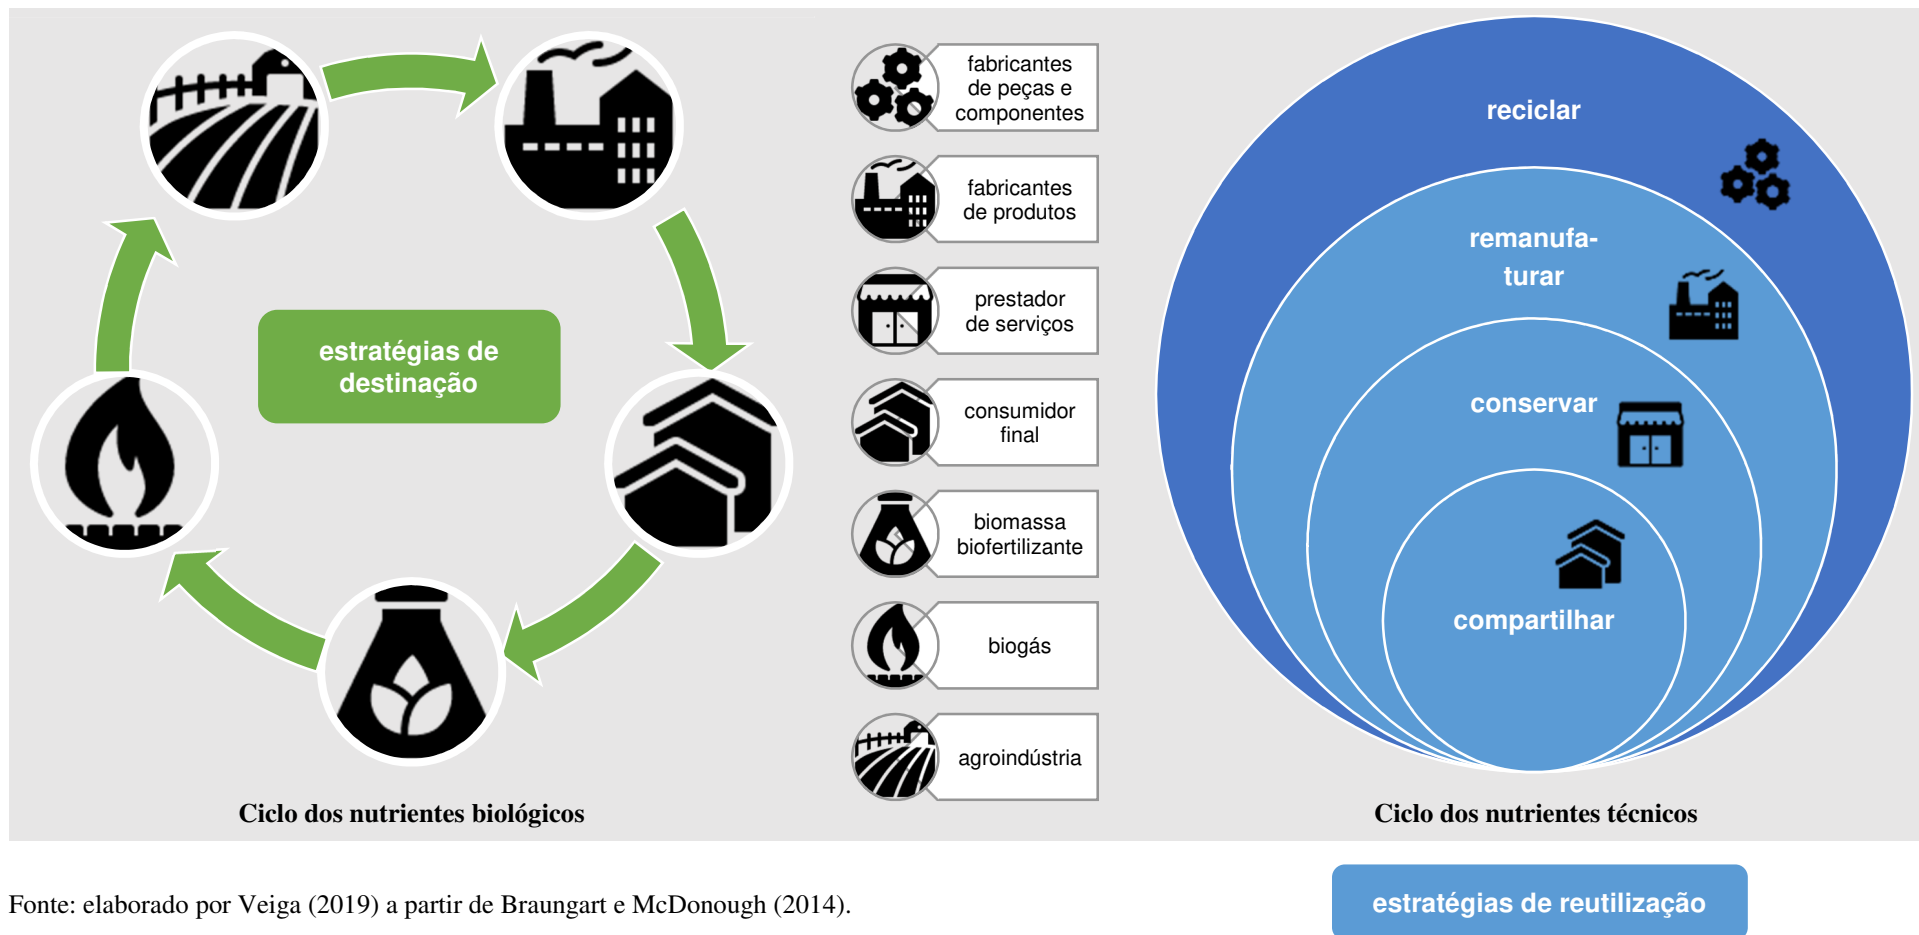 estratégias de
destinação
Ciclo dos nutrientes biológicos
fabricantes
de peças e
componentes
fabricantes
de produtos
prestador
de serviços
consumidor
final
biomassa
biofertilizante
biogás
agroindústria
reciclar
remanufa-
turar
conservar
compartilhar
Ciclo dos nutrientes técnicos
estratégias de reutilização
Fonte: elaborado por Veiga (2019) a partir de Braungart e McDonough (2014).